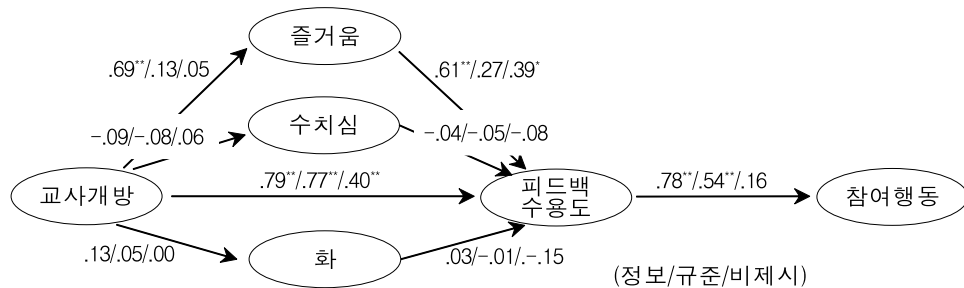 즐거움
.69**/.13/.05
.61**/.27/.39*
수치심
-.09/-.08/.06
-.04/-.05/-.08
교사개방
.79**/.77**/.40**
피드백
수용도
.78**/.54**/.16
참여행동
.13/.05/.00
화
.03/-.01/.-.15
(정보/규준/비제시)